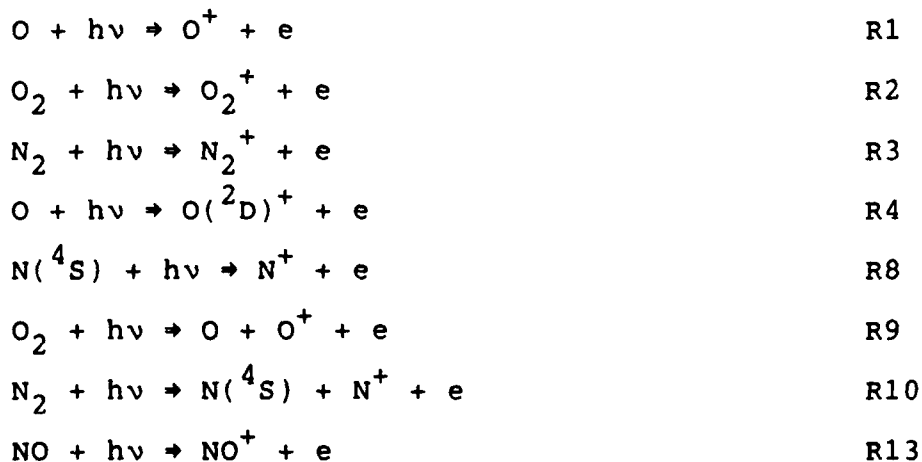 O + hν ⇒ O⁺ + e R1
O₂ + hν ⇒ O₂⁺ + e R2
N₂ + hν ⇒ N₂⁺ + e R3
O + hν ⇒ O(²D)⁺ + e R4
N(⁴S) + hν ⇒ N⁺ + e R8
O₂ + hν ⇒ O + O⁺ + e R9
N₂ + hν ⇒ N(⁴S) + N⁺ + e R10
NO + hν ⇒ NO⁺ + e R13